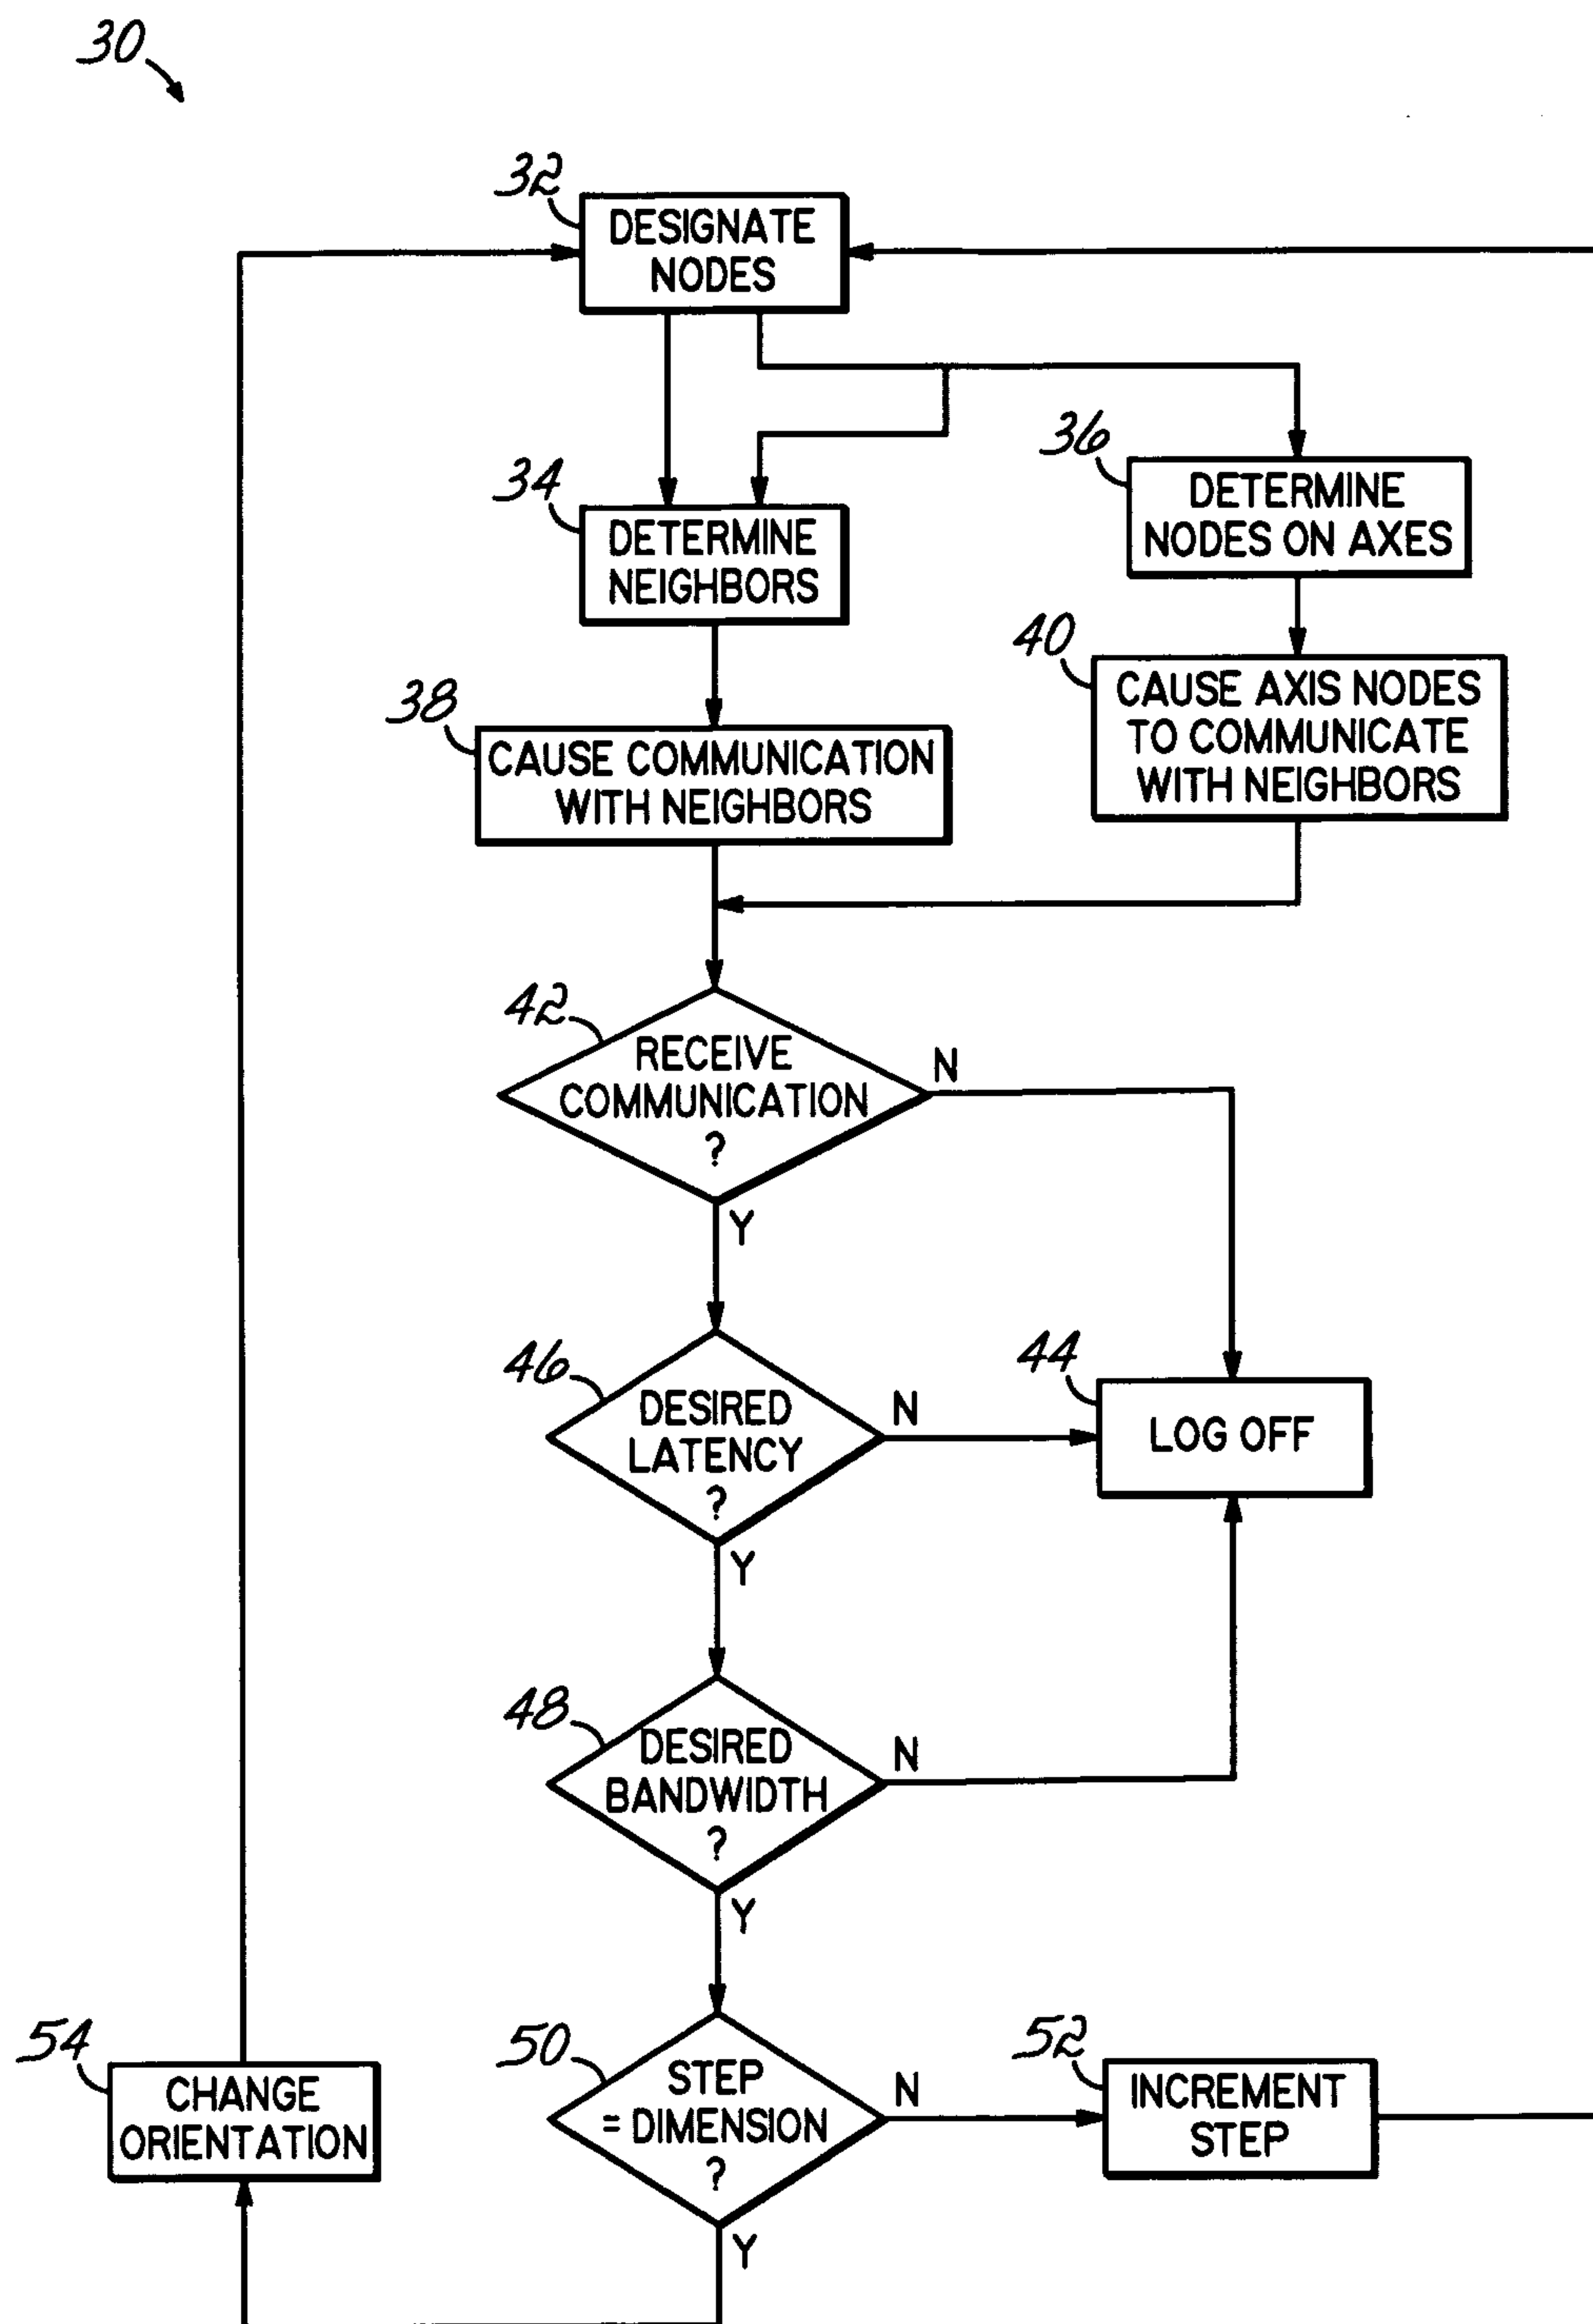 30
32
DESIGNATE
NODES
36
DETERMINE
NODES ON AXES
34
DETERMINE
NEIGHBORS
40
CAUSE AXIS NODES
TO COMMUNICATE
WITH NEIGHBORS
38
CAUSE COMMUNICATION
WITH NEIGHBORS
42
RECEIVE
COMMUNICATION
?
N
Y
46
DESIRED
LATENCY
?
N
Y
44
LOG OFF
48
DESIRED
BANDWIDTH
?
N
Y
54
CHANGE
ORIENTATION
50
STEP
= DIMENSION
?
N
Y
52
INCREMENT
STEP